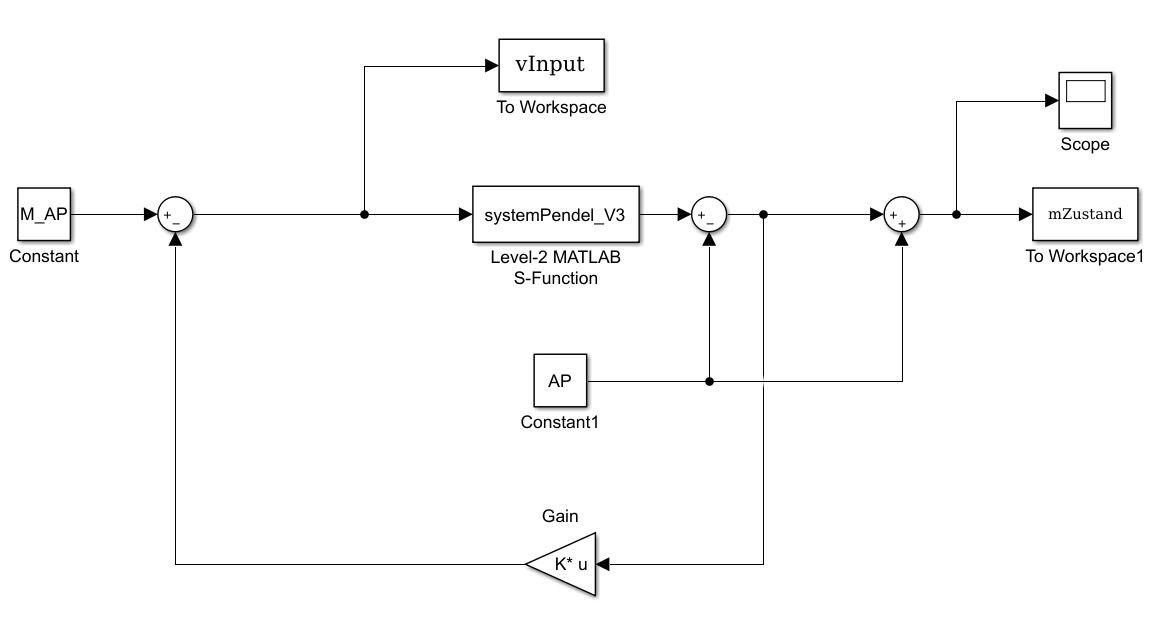 vInput
To Workspace
Scope
M_AP
+
−
Constant
systemPendel_V3
Level-2 MATLAB
S-Function
+
−
+
+
mZustand
To Workspace1
AP
Constant1
Gain
K* u